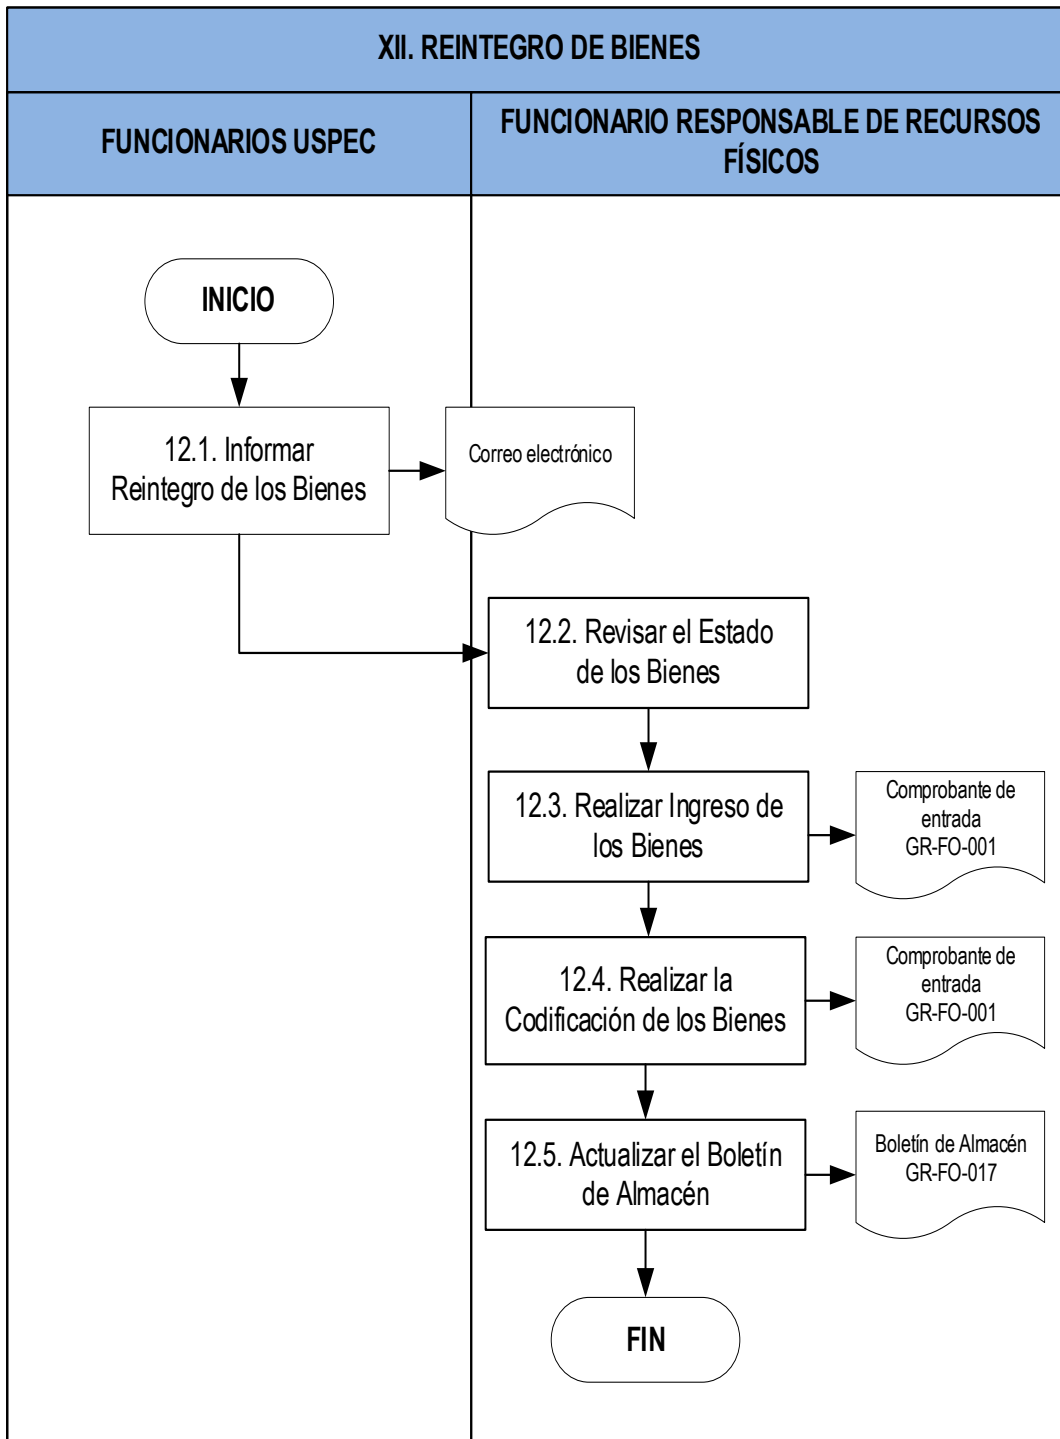 XII. REINTEGRO DE BIENES
FUNCIONARIOS USPEC
FUNCIONARIO RESPONSABLE DE RECURSOS
FÍSICOS
INICIO
12.1. Informar
Reintegro de los Bienes
Correo electrónico
12.2. Revisar el Estado
de los Bienes
12.3. Realizar Ingreso de
los Bienes
Comprobante de
entrada
GR-FO-001
12.4. Realizar la
Codificación de los Bienes
Comprobante de
entrada
GR-FO-001
12.5. Actualizar el Boletín
de Almacén
Boletín de Almacén
GR-FO-017
FIN